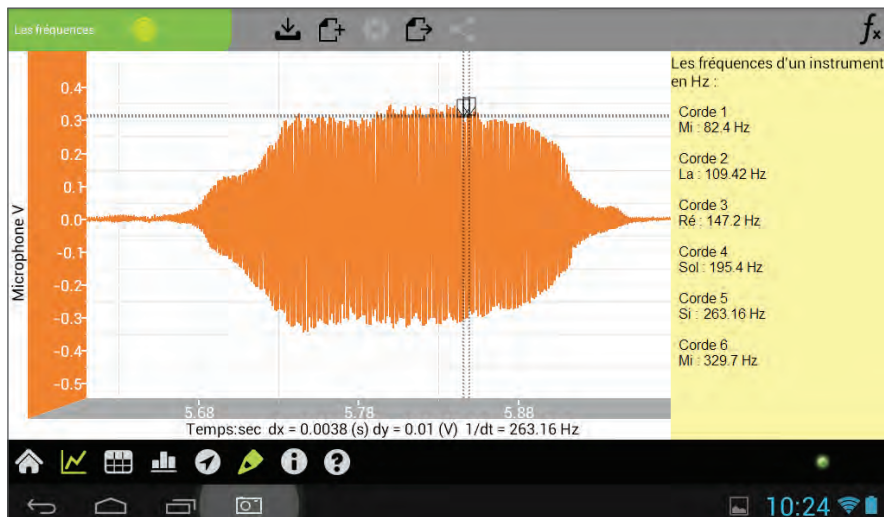 Les fréquences
fx
Les fréquences d'un instrument
en Hz :
Corde 1
Mi : 82.4 Hz
Corde 2
La : 109.42 Hz
Corde 3
Ré : 147.2 Hz
Corde 4
Sol : 195.4 Hz
Corde 5
Si : 263.16 Hz
Corde 6
Mi : 329.7 Hz
Microphone V
0.4
0.3
0.2
0.1
0.0
-0.1
-0.2
-0.3
-0.4
-0.5
5.68 5.78 5.88
Temps:sec dx = 0.0038 (s) dy = 0.01 (V) 1/dt = 263.16 Hz
10:24